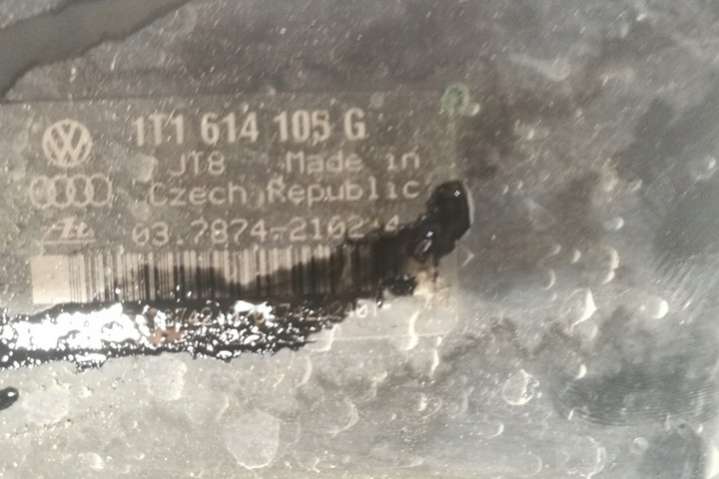 1T1 614 105 G
JT8 Made in
Czech Republic
03.7874-2102.4